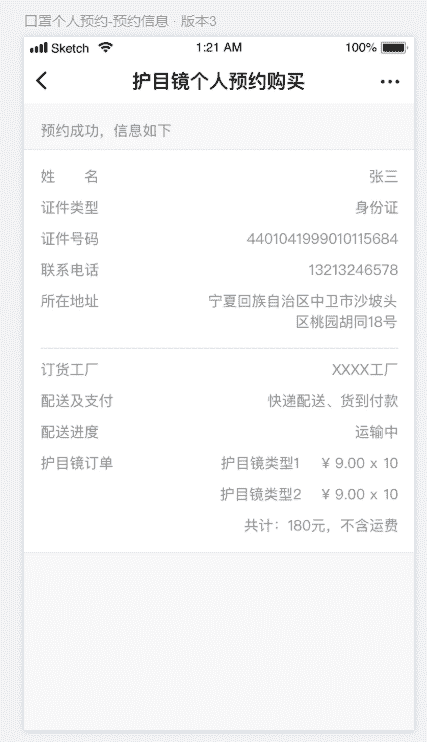 口罩个人预约-预约信息 · 版本3
Sketch 1:21 AM 100%
护目镜个人预约购买
预约成功，信息如下
姓 名 张三
证件类型 身份证
证件号码 4401041999010115684
联系电话 13213246578
所在地址 宁夏回族自治区中卫市沙坡头
区桃园胡同18号
订货工厂 XXXX工厂
配送及支付 快递配送、货到付款
配送进度 运输中
护目镜订单 护目镜类型1 ¥ 9.00 x 10
护目镜类型2 ¥ 9.00 x 10
共计：180元，不含运费